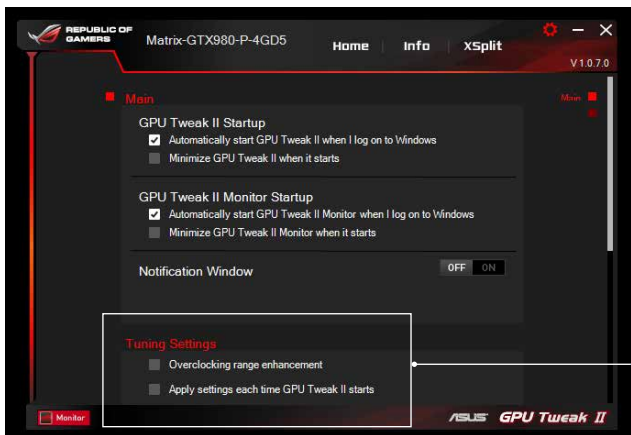 REPUBLIC OF
GAMERS
Matrix-GTX980-P-4GD5
Home
Info
XSplit
V 1.0.7.0
Main
Main
GPU Tweak II Startup
Automatically start GPU Tweak II when I log on to Windows
Minimize GPU Tweak II when it starts
GPU Tweak II Monitor Startup
Automatically start GPU Tweak II Monitor when I log on to Windows
Minimize GPU Tweak II Monitor when it starts
Notification Window
OFF ON
Tuning Settings
Overclocking range enhancement
Apply settings each time GPU Tweak II starts
Monitor
ASUS GPU Tweak II